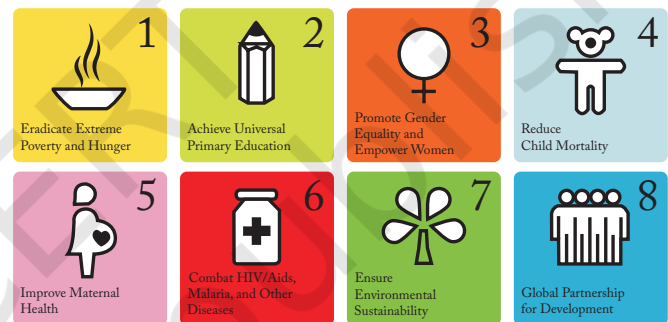 1
Eradicate Extreme
Poverty and Hunger
2
Achieve Universal
Primary Education
3
Promote Gender
Equality and
Empower Women
4
Reduce
Child Mortality
5
Improve Maternal
Health
6
Combat HIV/Aids,
Malaria, and Other
Diseases
7
Ensure
Environmental
Sustainability
8
Global Partnership
for Development